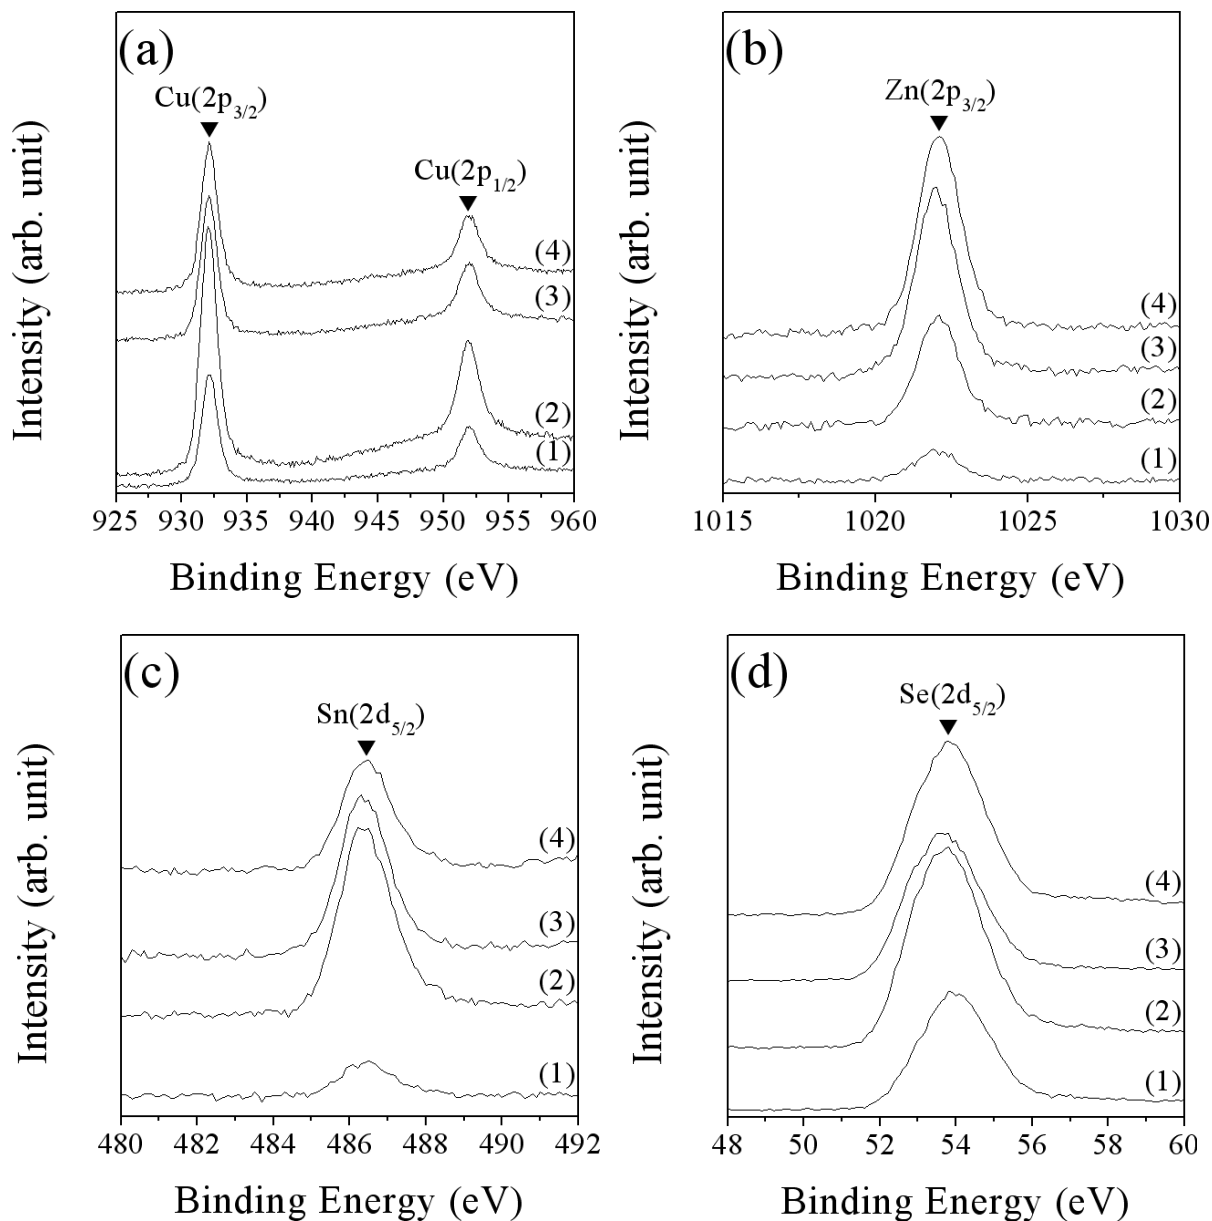 (a)
Cu(2p3/2)
Cu(2p1/2)
(4)
(3)
(2)
(1)
Intensity (arb. unit)
925 930 935 940 945 950 955 960
Binding Energy (eV)
(b)
Zn(2p3/2)
(4)
(3)
(2)
(1)
Intensity (arb. unit)
1015 1020 1025 1030
Binding Energy (eV)
(c)
Sn(2d5/2)
(4)
(3)
(2)
(1)
Intensity (arb. unit)
480 482 484 486 488 490 492
Binding Energy (eV)
(d)
Se(2d5/2)
(4)
(3)
(2)
(1)
Intensity (arb. unit)
48 50 52 54 56 58 60
Binding Energy (eV)